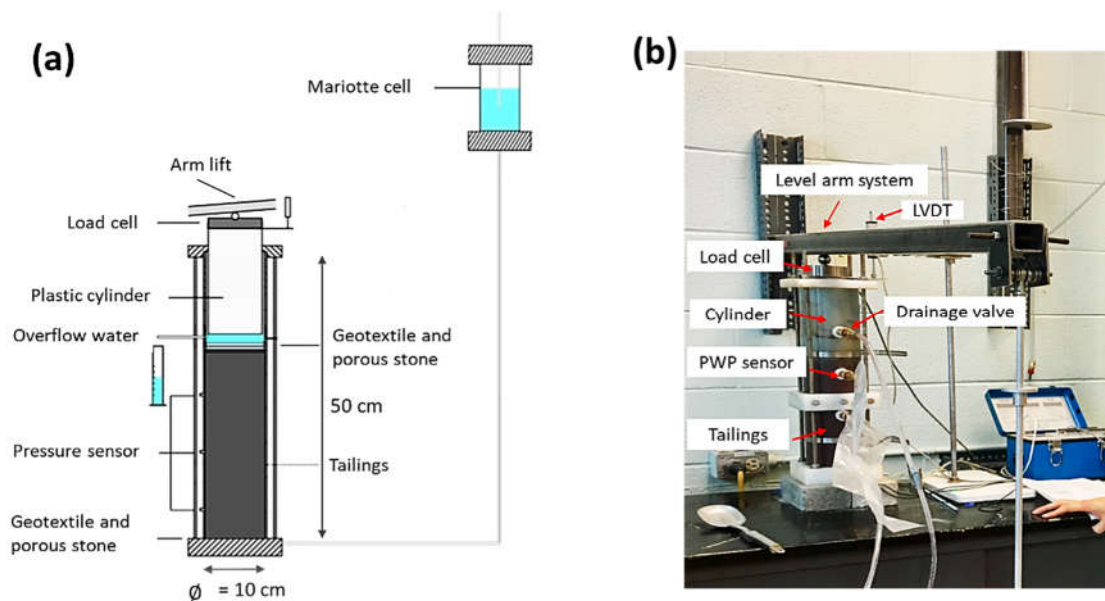 (a)
Mariotte cell
Arm lift
Load cell
Plastic cylinder
Overflow water
Geotextile and
porous stone
50 cm
Pressure sensor
Tailings
Geotextile and
porous stone
Ø = 10 cm
(b)
Level arm system
LVDT
Load cell
Cylinder
Drainage valve
PWP sensor
Tailings